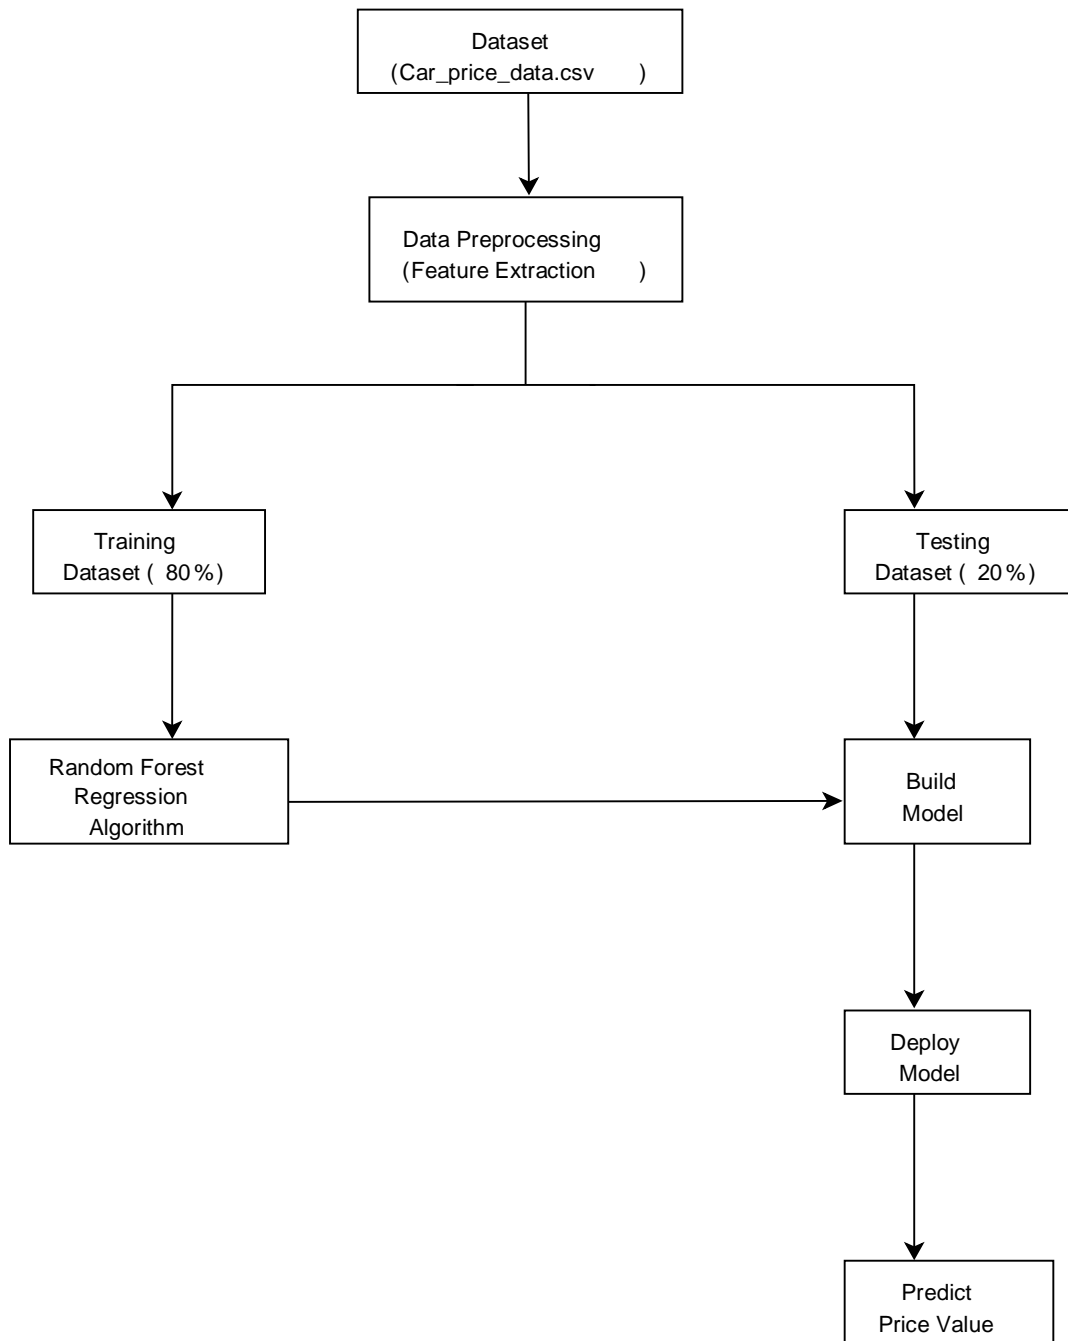 Dataset
(Car_price_data.csv )
Data Preprocessing
(Feature Extraction )
Training
Dataset ( 80%)
Testing
Dataset ( 20%)
Random Forest
Regression
Algorithm
Build
Model
Deploy
Model
Predict
Price Value